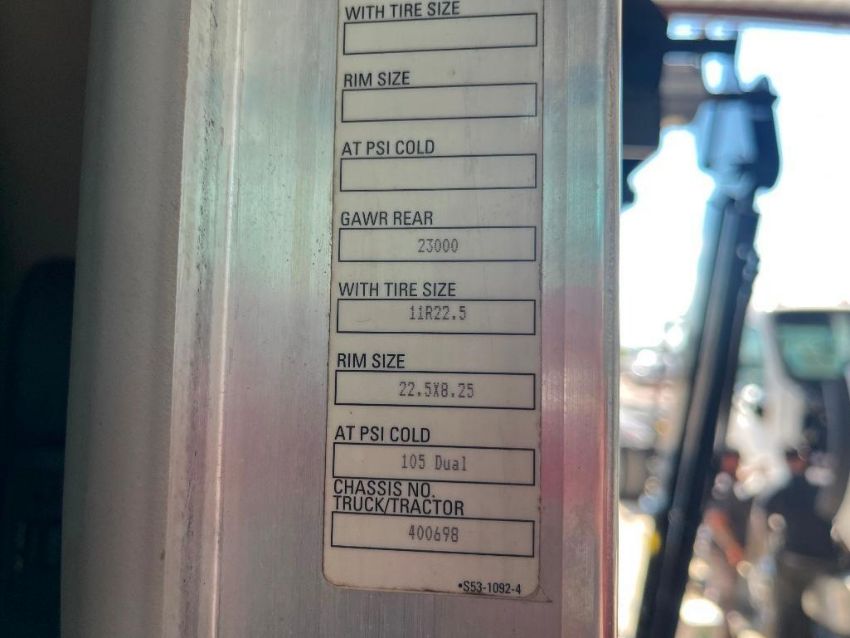 WITH TIRE SIZE
RIM SIZE
AT PSI COLD
GAWR REAR
23000
WITH TIRE SIZE
11R22.5
RIM SIZE
22.5X8.25
AT PSI COLD
105 Dual
CHASSIS NO.
TRUCK/TRACTOR
400698
•S53-1092-4